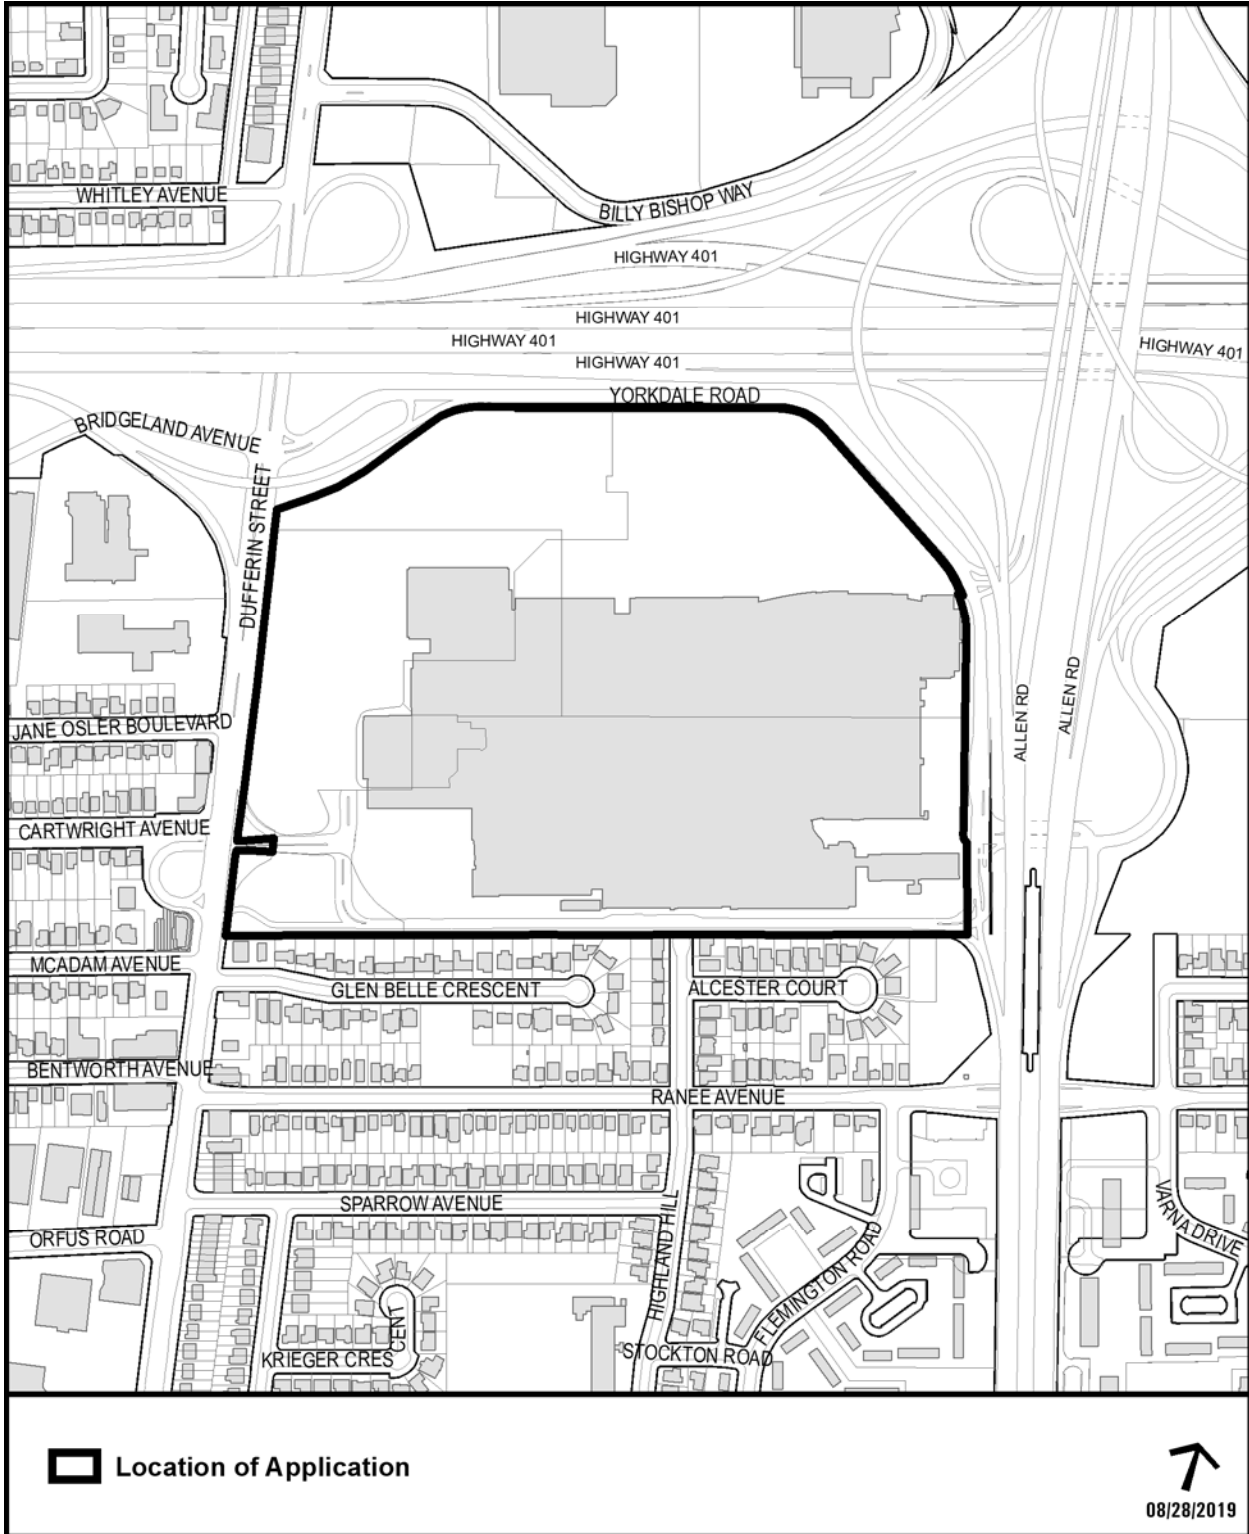 WHITLEY AVENUE
BILLY BISHOP WAY
HIGHWAY 401
HIGHWAY 401
HIGHWAY 401
HIGHWAY 401
HIGHWAY 401
YORKDALE ROAD
BRIDGELAND AVENUE
DUFFERIN STREET
ALLEN RD
ALLEN RD
JANE OSLER BOULEVARD
CARTWRIGHT AVENUE
MCADAM AVENUE
GLEN BELLE CRESCENT
ALCESTER COURT
BENTWORTH AVENUE
RANEE AVENUE
SPARROW AVENUE
HIGHLAND HILL
VARNA DRIVE
ORFUS ROAD
FLEMINGTON ROAD
KRIEGER CRESCENT
STOCKTON ROAD
Location of Application
08/28/2019